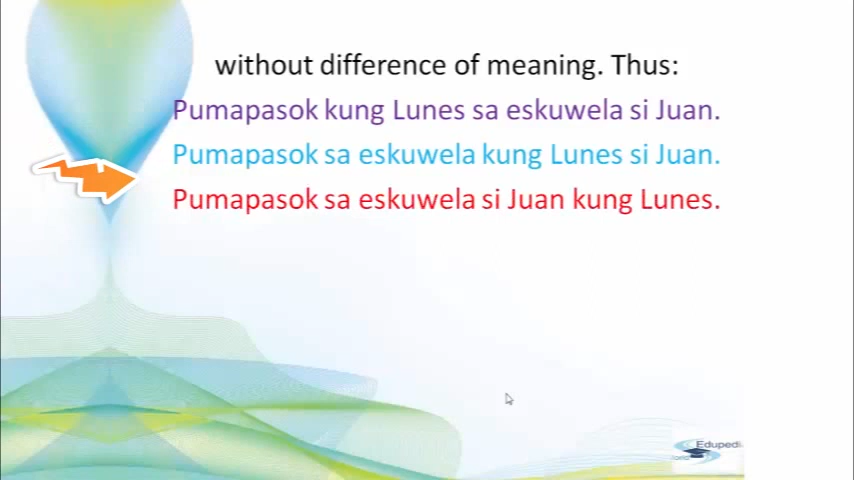 without difference of meaning. Thus:
Pumapasok kung Lunes sa eskuwela si Juan.
Pumapasok sa eskuwela kung Lunes si Juan.
Pumapasok sa eskuwela si Juan kung Lunes.
Edupedi